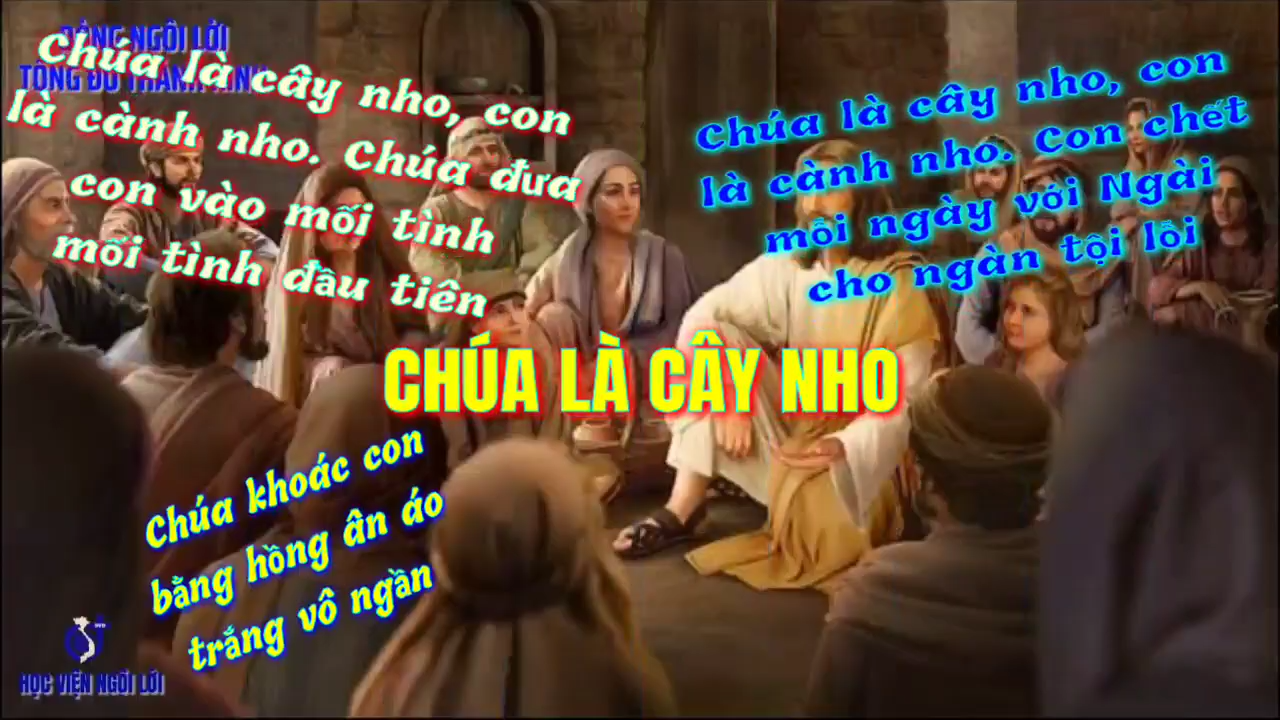 NGÔI LỜI
Chúa là cây nho, con
là cành nho. Chúa đưa
con vào mối tình
mối tình đầu tiên
Chúa là cây nho, con
là cành nho. Con chết
mỗi ngày với Ngài
cho ngàn tội lỗi
CHÚA LÀ CÂY NHO
Chúa khoác con
bằng hồng ân áo
trắng vô ngần
HỌC VIỆN NGÔI LỜI